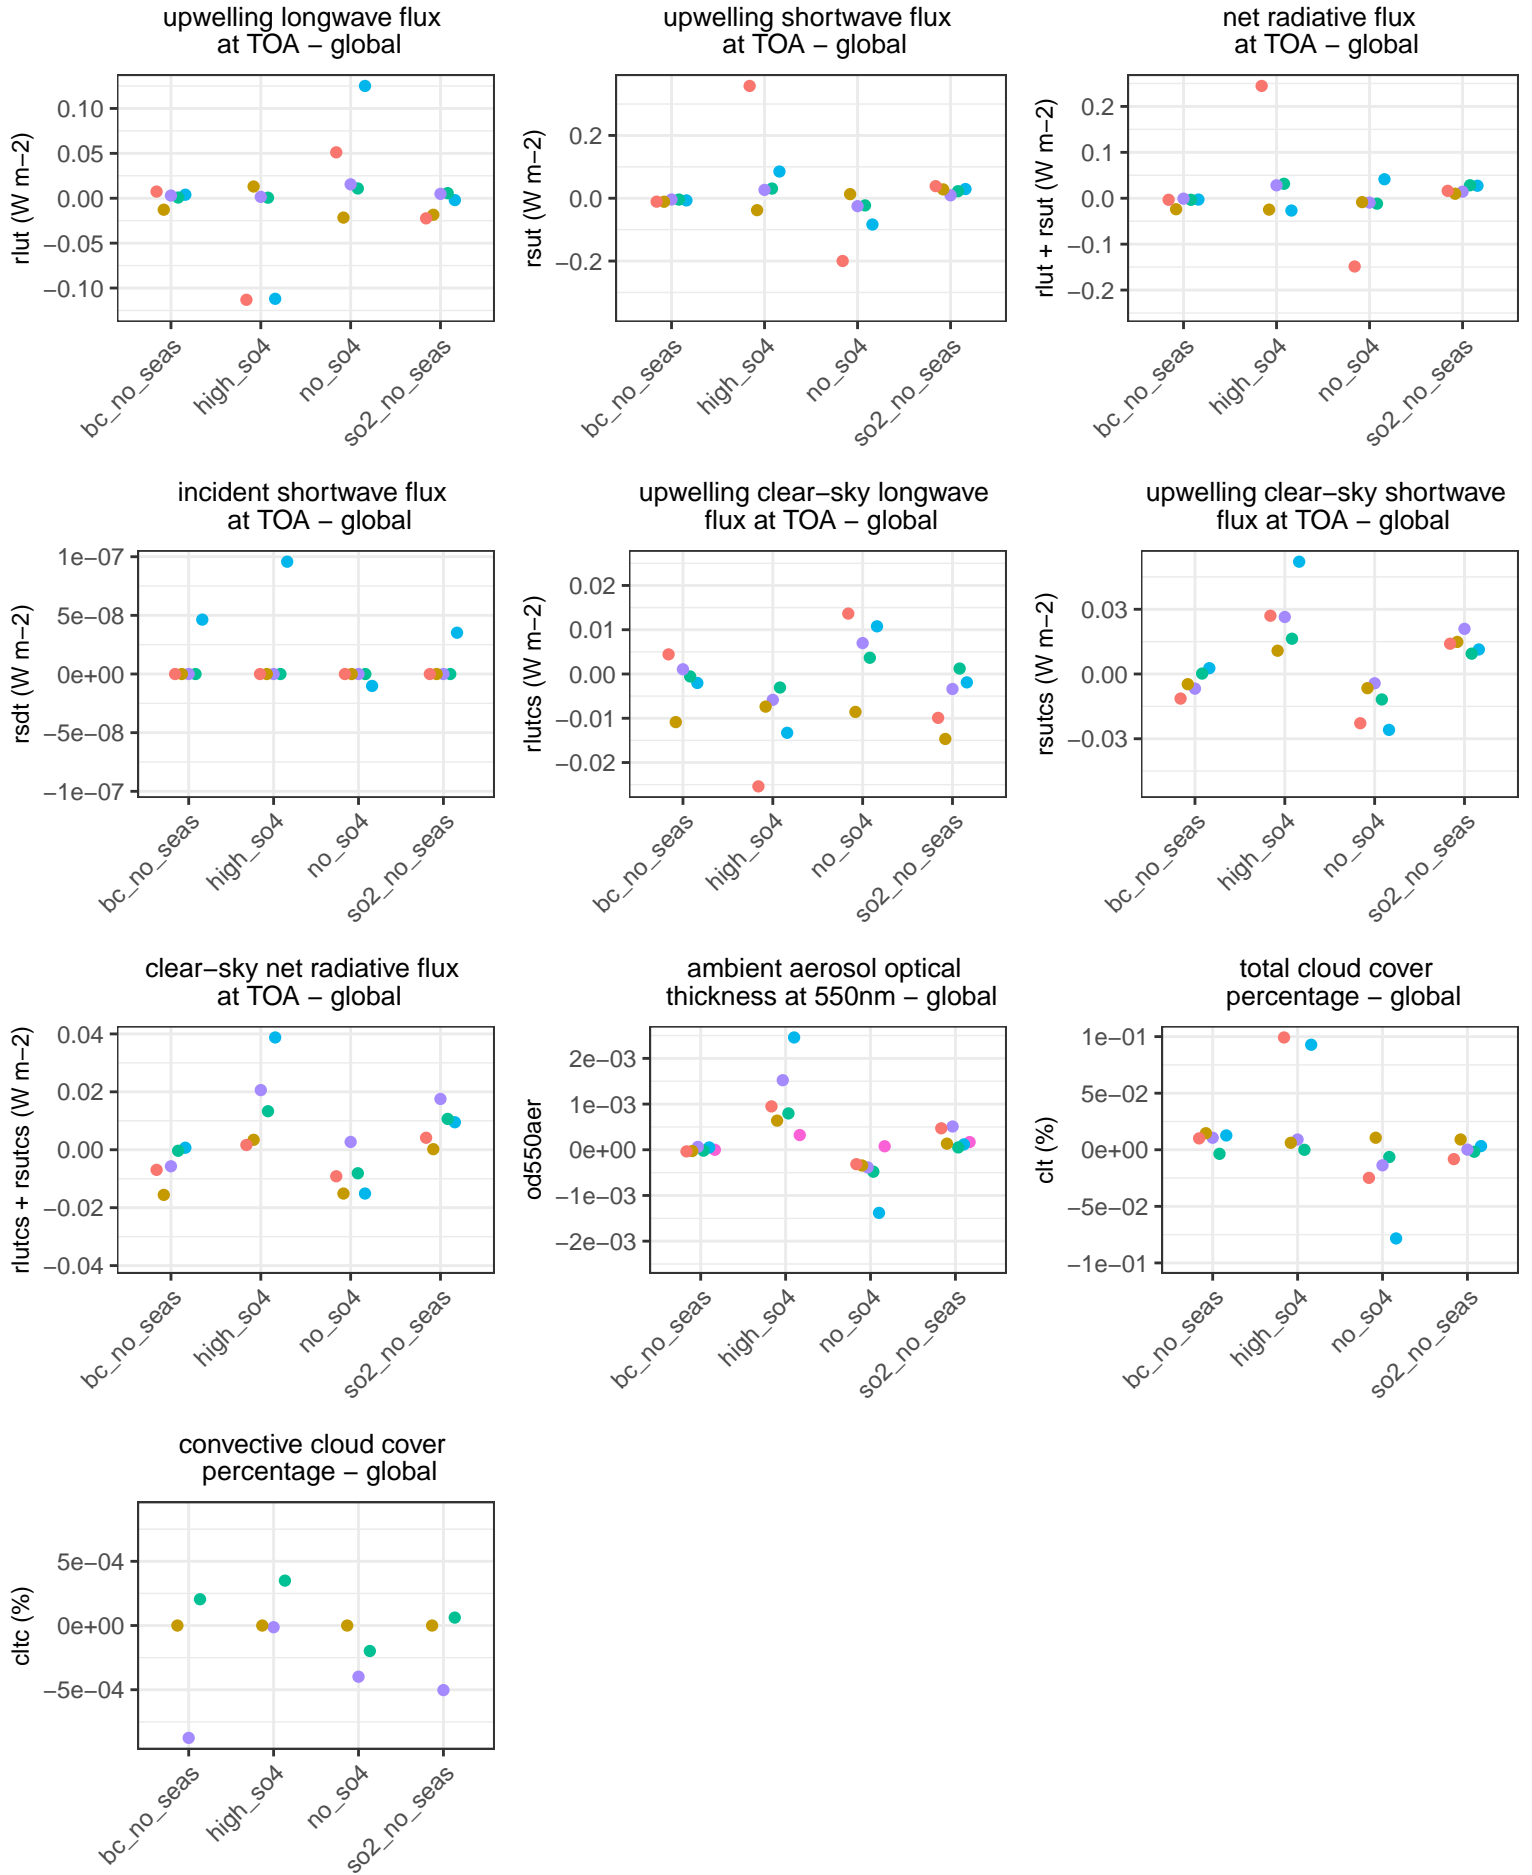 upwelling longwave flux
at TOA − global
rlut (W m−2)
0.10
0.05
0.00
−0.05
−0.10
bc_no_seas
high_so4
no_so4
so2_no_seas
upwelling shortwave flux
at TOA − global
rsut (W m−2)
0.2
0.0
−0.2
bc_no_seas
high_so4
no_so4
so2_no_seas
net radiative flux
at TOA − global
rlut + rsut (W m−2)
0.2
0.1
0.0
−0.1
−0.2
bc_no_seas
high_so4
no_so4
so2_no_seas
incident shortwave flux
at TOA − global
rsdt (W m−2)
1e−07
5e−08
0e+00
−5e−08
−1e−07
bc_no_seas
high_so4
no_so4
so2_no_seas
upwelling clear−sky longwave
flux at TOA − global
rlutcs (W m−2)
0.02
0.01
0.00
−0.01
−0.02
bc_no_seas
high_so4
no_so4
so2_no_seas
upwelling clear−sky shortwave
flux at TOA − global
rsutcs (W m−2)
0.03
0.00
−0.03
bc_no_seas
high_so4
no_so4
so2_no_seas
clear−sky net radiative flux
at TOA − global
rlutcs + rsutcs (W m−2)
0.04
0.02
0.00
−0.02
−0.04
bc_no_seas
high_so4
no_so4
so2_no_seas
ambient aerosol optical
thickness at 550nm − global
od550aer
2e−03
1e−03
0e+00
−1e−03
−2e−03
bc_no_seas
high_so4
no_so4
so2_no_seas
total cloud cover
percentage − global
clt (%)
1e−01
5e−02
0e+00
−5e−02
−1e−01
bc_no_seas
high_so4
no_so4
so2_no_seas
convective cloud cover
percentage − global
cltc (%)
5e−04
0e+00
−5e−04
bc_no_seas
high_so4
no_so4
so2_no_seas